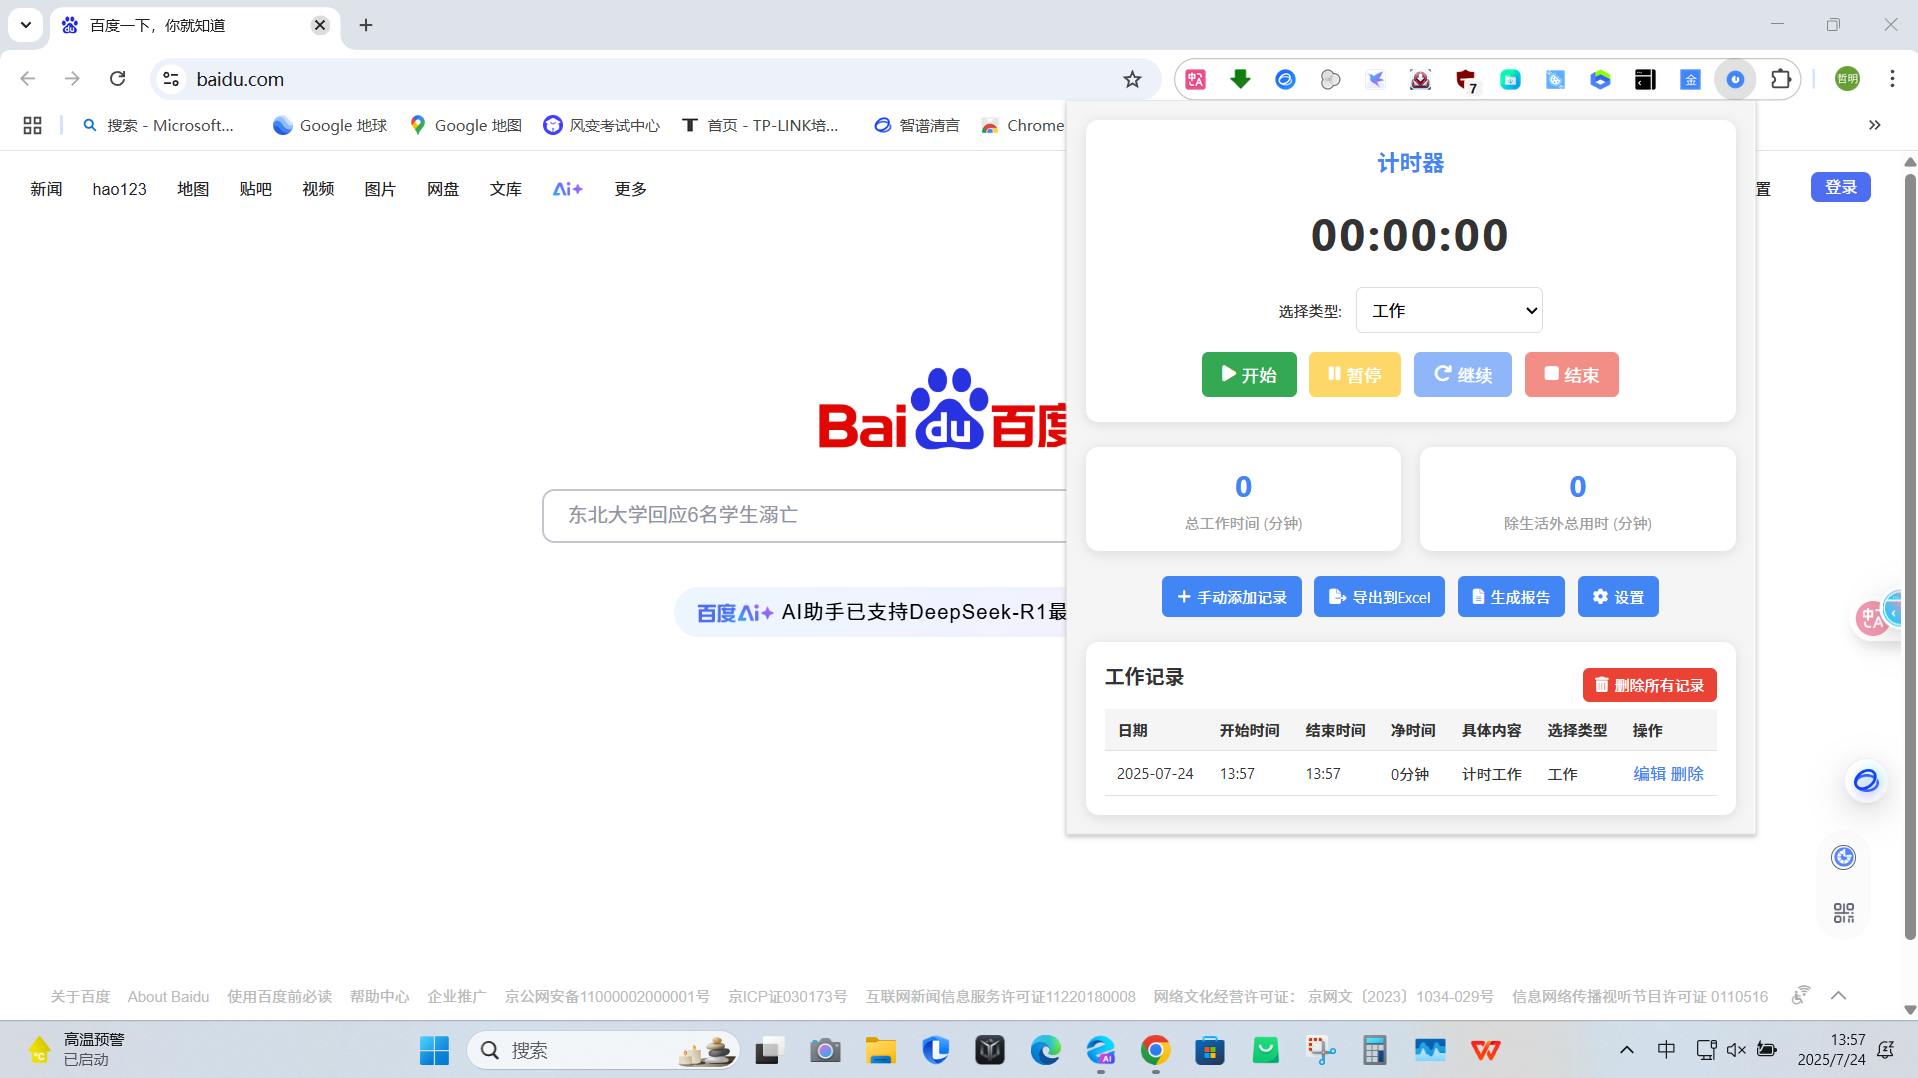 百度一下，你就知道
baidu.com
7
哲明
搜索 - Microsoft...
Google 地球
Google 地图
风变考试中心
首页 - TP-LINK培...
智谱清言
Chrome
新闻
hao123
地图
贴吧
视频
图片
网盘
文库
Ai+
更多
置
登录
计时器
00:00:00
选择类型:
工作
开始
暂停
继续
结束
Bai du 百度
0
总工作时间 (分钟)
0
除生活外总用时 (分钟)
东北大学回应6名学生溺亡
手动添加记录
导出到Excel
生成报告
设置
百度Ai+ AI助手已支持DeepSeek-R1最
工作记录
删除所有记录
日期 开始时间 结束时间 净时间 具体内容 选择类型 操作
2025-07-24 13:57 13:57 0分钟 计时工作 工作 编辑 删除
关于百度 About Baidu 使用百度前必读 帮助中心 企业推广 京公网安备11000002000001号 京ICP证030173号 互联网新闻信息服务许可证11220180008 网络文化经营许可证： 京网文〔2023〕1034-029号 信息网络传播视听节目许可证 0110516
高温预警
已启动
搜索
中
13:57
2025/7/24